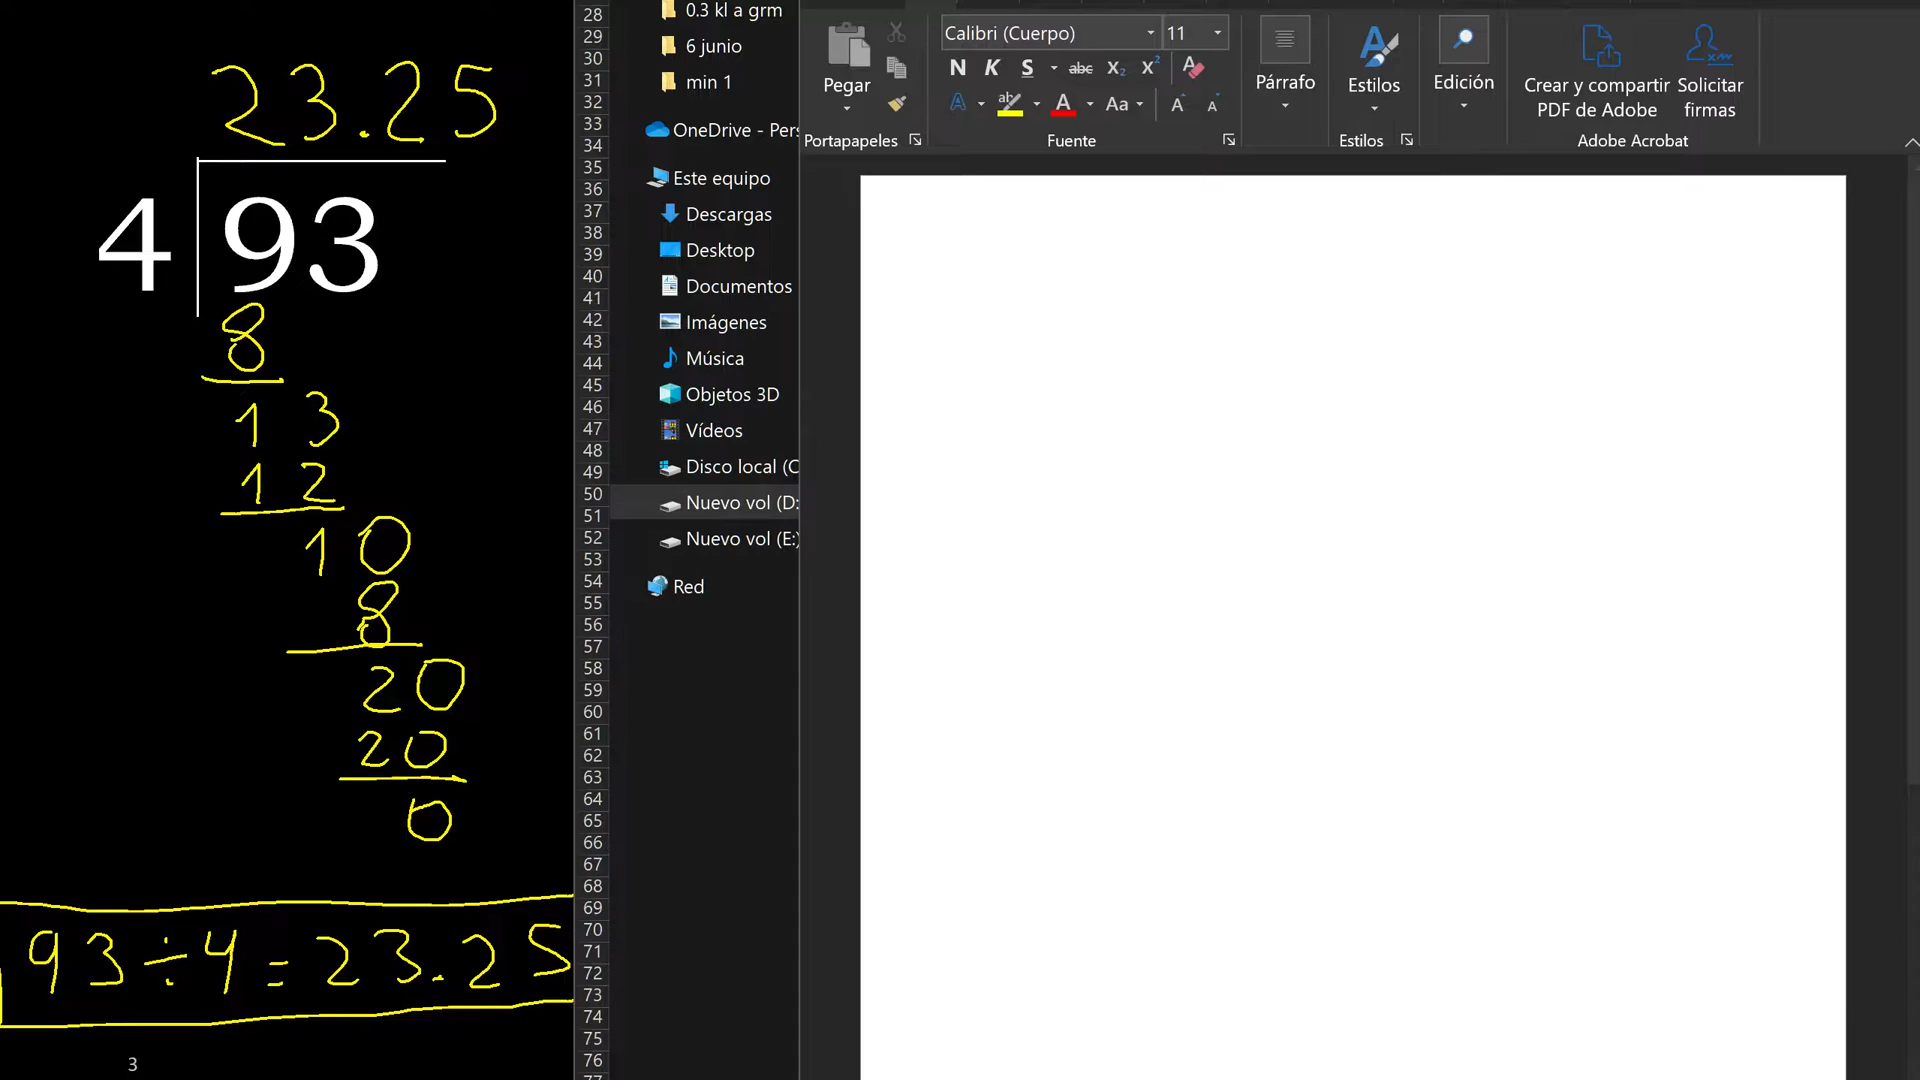 23.25
4 93
8
13
12
10
8
20
20
0
93÷4=23.25
3
28
29
30
31
32
33
34
35
36
37
38
39
40
41
42
43
44
45
46
47
48
49
50
51
52
53
54
55
56
57
58
59
60
61
62
63
64
65
66
67
68
69
70
71
72
73
74
75
76
0.3 kl a grm
6 junio
min 1
OneDrive - Pers
Este equipo
Descargas
Desktop
Documentos
Imágenes
Música
Objetos 3D
Vídeos
Disco local (C
Nuevo vol (D:
Nuevo vol (E:)
Red
Pegar
Portapapeles
Calibri (Cuerpo) 11
N K S abc X₂ X²
A ab A Aa A A
Fuente
Párrafo
Estilos
Estilos
Edición
Crear y compartir
PDF de Adobe
Solicitar
firmas
Adobe Acrobat